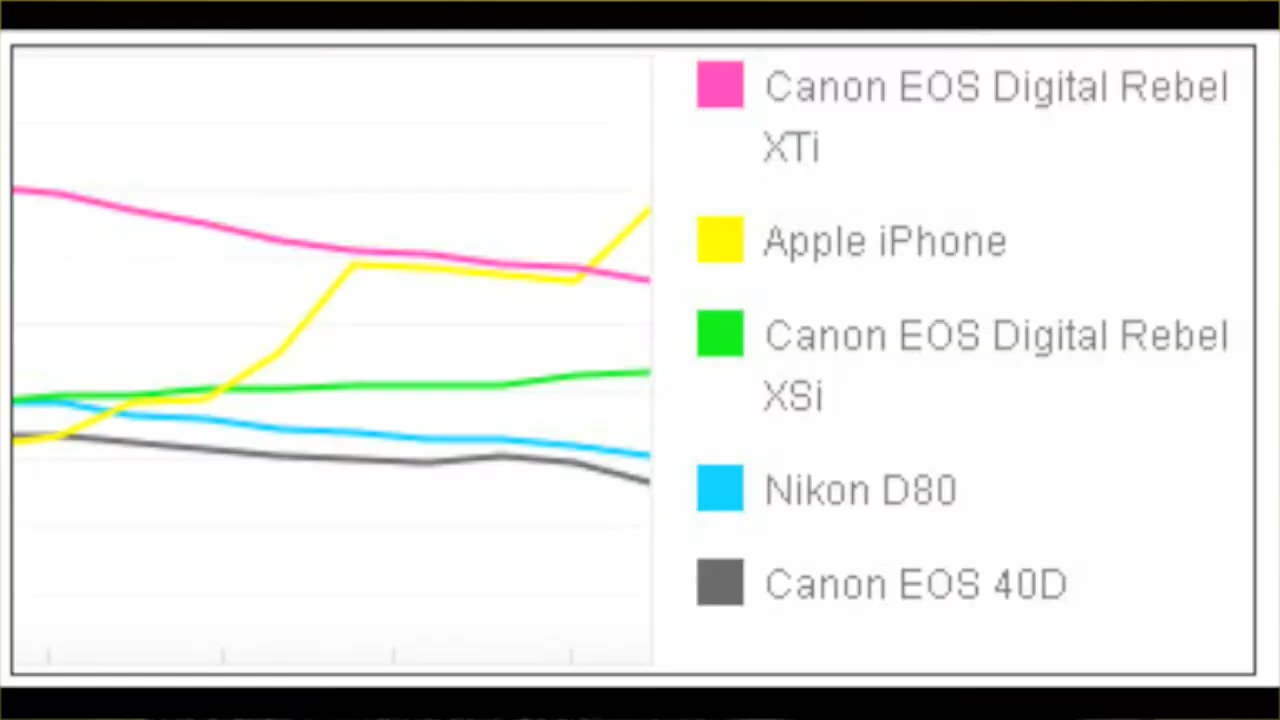 Canon EOS Digital Rebel
XTi
Apple iPhone
Canon EOS Digital Rebel
XSi
Nikon D80
Canon EOS 40D